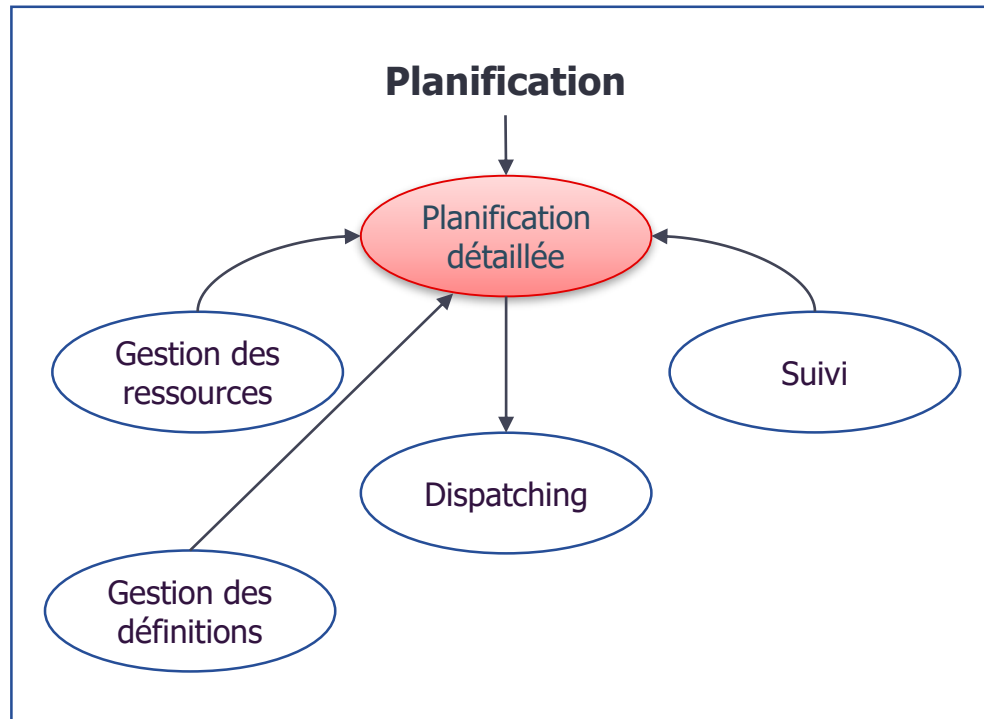 Planification
Planification
détaillée
Gestion des
ressources
Suivi
Dispatching
Gestion des
définitions